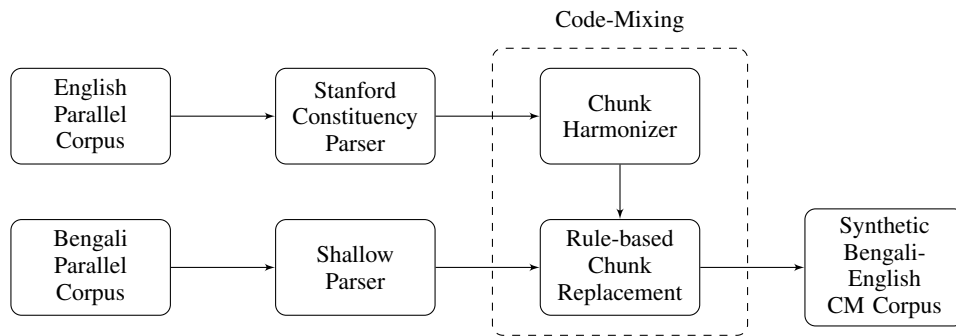 Code-Mixing
English
Parallel
Corpus
Stanford
Constituency
Parser
Chunk
Harmonizer
Bengali
Parallel
Corpus
Shallow
Parser
Rule-based
Chunk
Replacement
Synthetic
Bengali-
English
CM Corpus